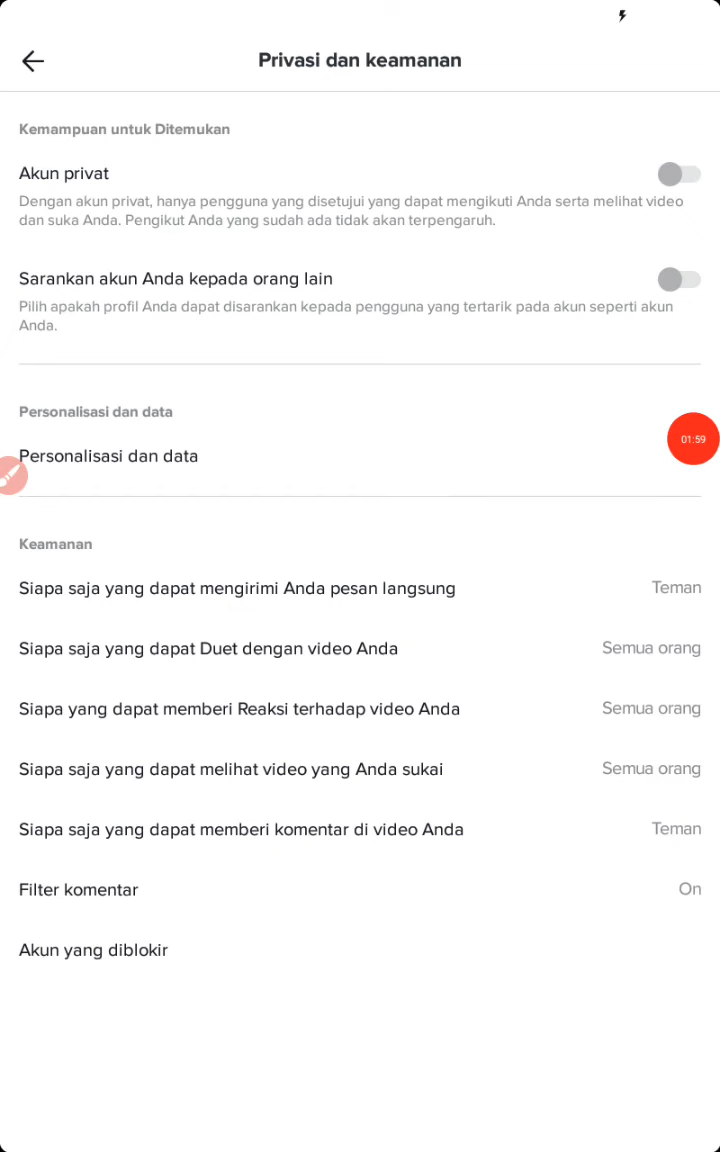 Privasi dan keamanan
Kemampuan untuk Ditemukan
Akun privat
Dengan akun privat, hanya pengguna yang disetujui yang dapat mengikuti Anda serta melihat video
dan suka Anda. Pengikut Anda yang sudah ada tidak akan terpengaruh.
Sarankan akun Anda kepada orang lain
Pilih apakah profil Anda dapat disarankan kepada pengguna yang tertarik pada akun seperti akun
Anda.
Personalisasi dan data
01:59
Personalisasi dan data
Keamanan
Siapa saja yang dapat mengirimi Anda pesan langsung Teman
Siapa saja yang dapat Duet dengan video Anda Semua orang
Siapa yang dapat memberi Reaksi terhadap video Anda Semua orang
Siapa saja yang dapat melihat video yang Anda sukai Semua orang
Siapa saja yang dapat memberi komentar di video Anda Teman
Filter komentar On
Akun yang diblokir